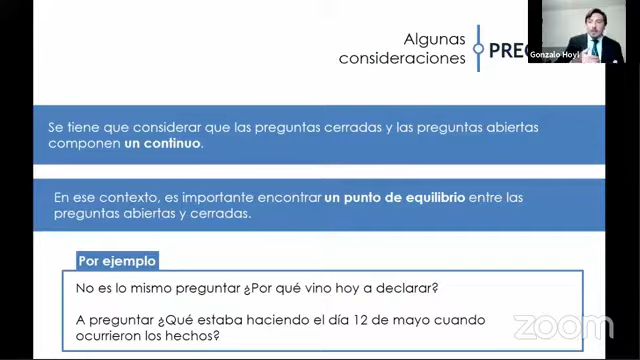 Algunas
consideraciones
Gonzalo Hoyl
Se tiene que considerar que las preguntas cerradas y las preguntas abiertas
componen un continuo.
En ese contexto, es importante encontrar un punto de equilibrio entre las
preguntas abiertas y cerradas.
Por ejemplo
No es lo mismo preguntar ¿Por qué vino hoy a declarar?
A preguntar ¿Qué estaba haciendo el día 12 de mayo cuando
ocurrieron los hechos?
zoom